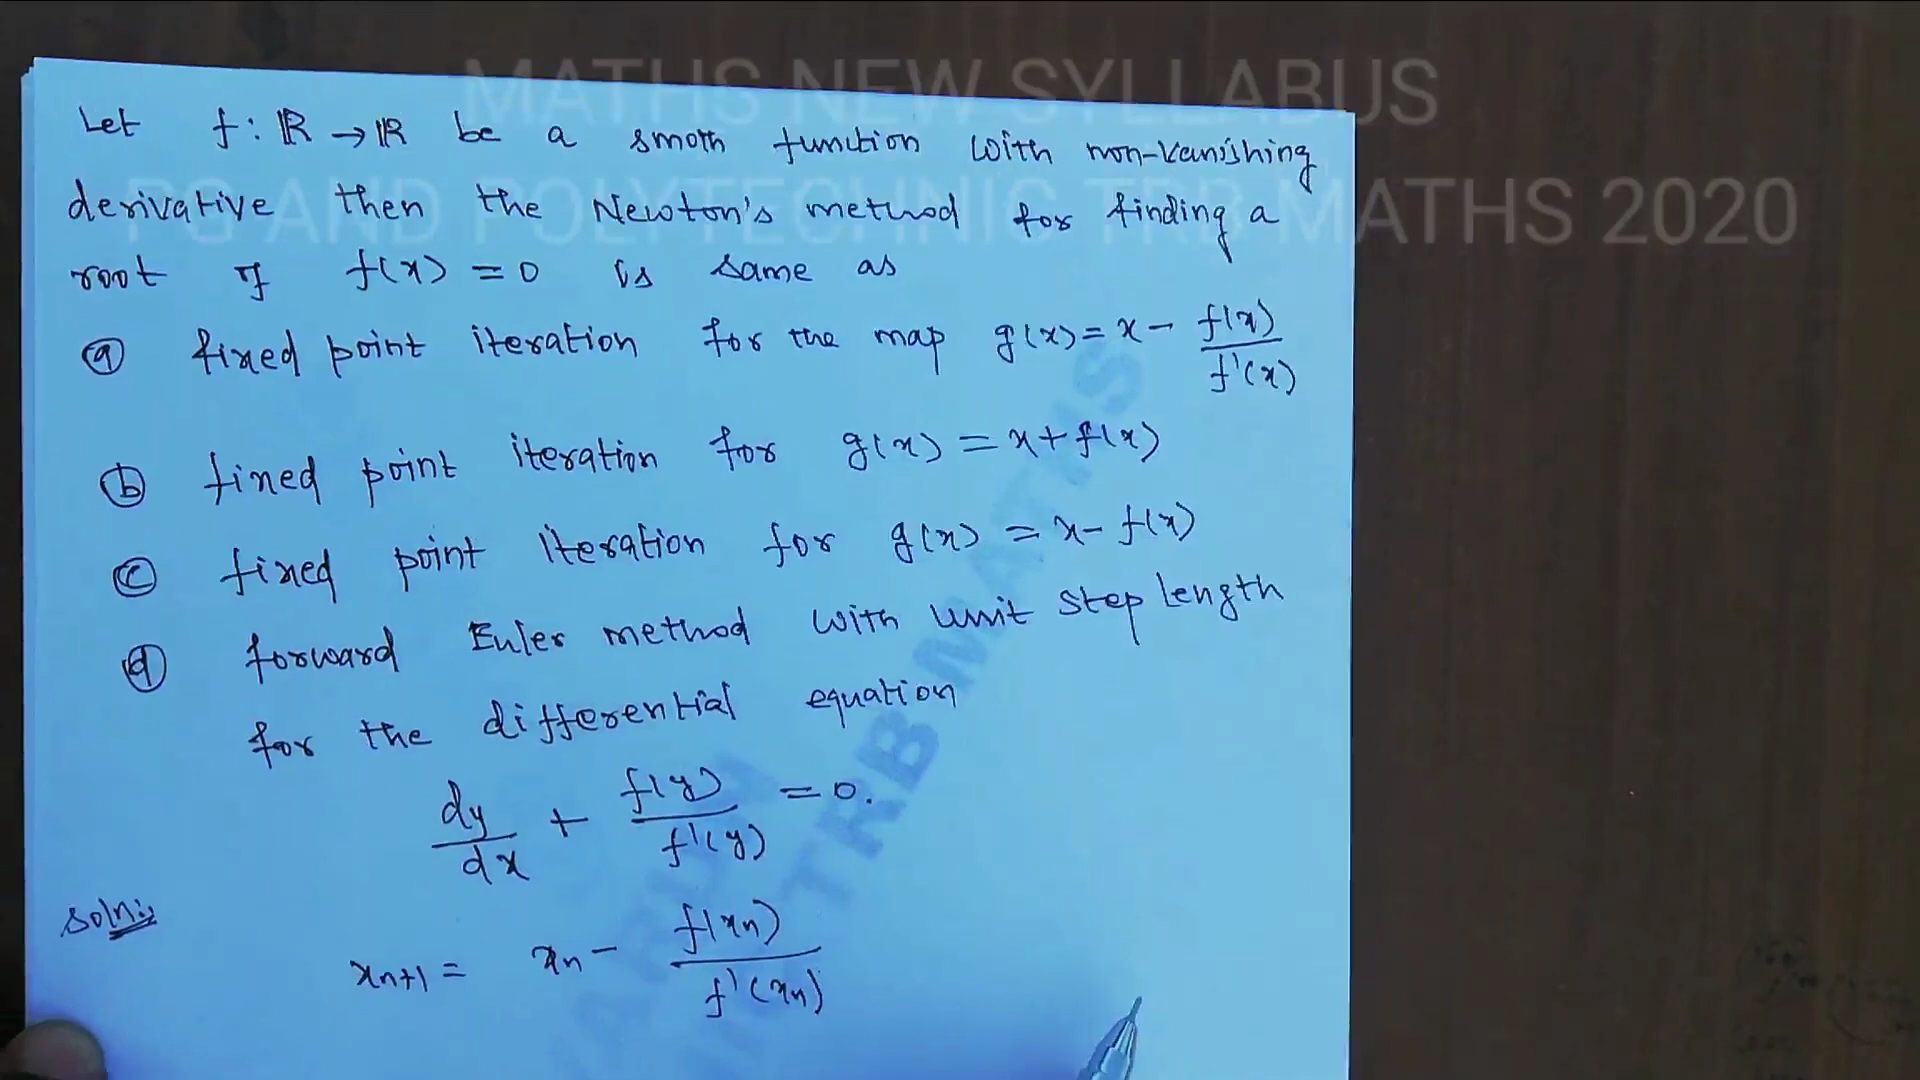 MATHS NEW SYLLABUS
PG AND POLYTECHNIC TRB MATHS 2020
Let f : ℝ → ℝ be a smoth function with non-vanishing
derivative then the Newton's method for finding a
root of f(x) = 0 is same as
ⓐ fixed point iteration for the map g(x) = x - f(x)/f'(x)
ⓑ fixed point iteration for g(x) = x + f(x)
ⓒ fixed point iteration for g(x) = x - f(x)
ⓓ forward Euler method with unit step length
for the differential equation
dy/dx + f(y)/f'(y) = 0.
soln:
xn+1 = xn - f(xn)/f'(xn)
TRB MATHS